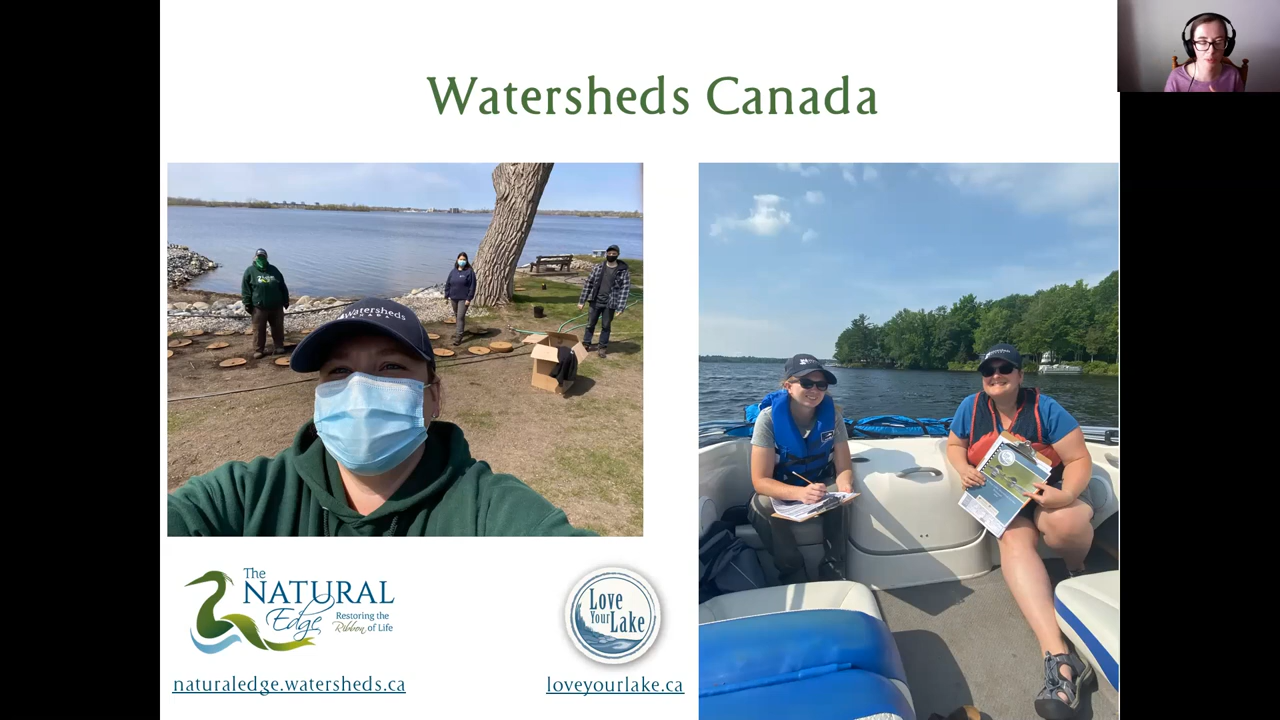 Watersheds Canada
Watersheds
CANADA
The
NATURAL
Edge
Restoring the
Ribbon of Life
Love
Your
Lake
naturaledge.watersheds.ca
loveyourlake.ca